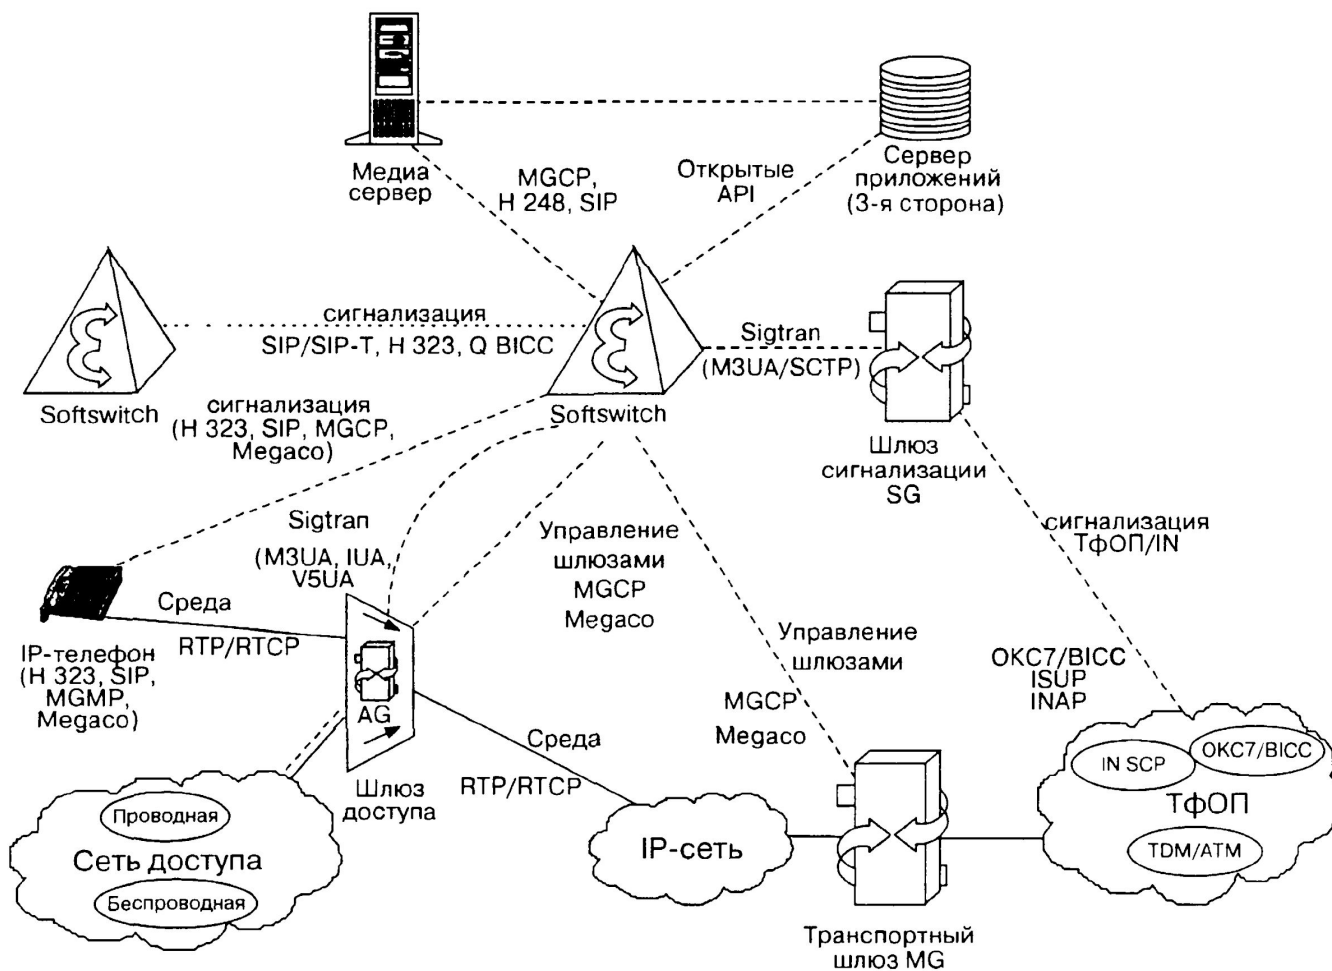 Медиа
сервер
MGCP,
H 248, SIP
Открытые
API
Сервер
приложений
(3-я сторона)
сигнализация
SIP/SIP-T, H 323, Q BICC
Sigtran
(M3UA/SCTP)
Softswitch
Softswitch
сигнализация
(H 323, SIP, MGCP,
Megaco)
Шлюз
сигнализации
SG
Sigtran
(M3UA, IUA,
V5UA
Управление
шлюзами
MGCP
Megaco
сигнализация
ТфОП/IN
Среда
RTP/RTCP
IP-телефон
(H 323, SIP,
MGMP,
Megaco)
AG
Шлюз
доступа
Управление
шлюзами
MGCP
Megaco
ОКС7/BICC
ISUP
INAP
Среда
RTP/RTCP
IN SCP
ОКС7/BICC
ТфОП
TDM/ATM
Проводная
Сеть доступа
Беспроводная
IP-сеть
Транспортный
шлюз MG